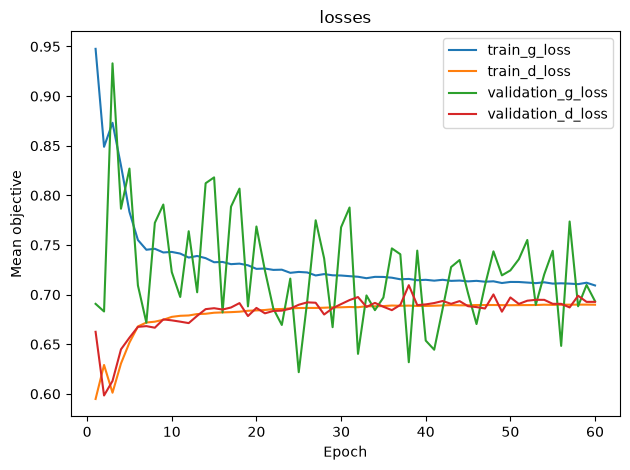 losses
0.95
0.90
0.85
0.80
0.75
0.70
0.65
0.60
Mean objective
train_g_loss
train_d_loss
validation_g_loss
validation_d_loss
0 10 20 30 40 50 60
Epoch